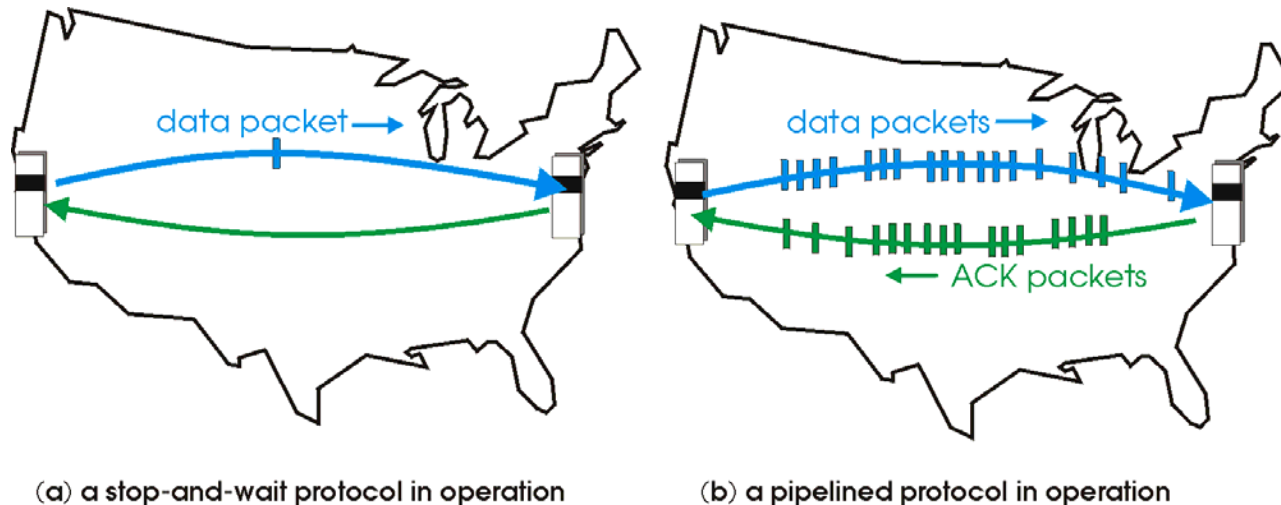 data packet
data packets
ACK packets
(a) a stop-and-wait protocol in operation
(b) a pipelined protocol in operation